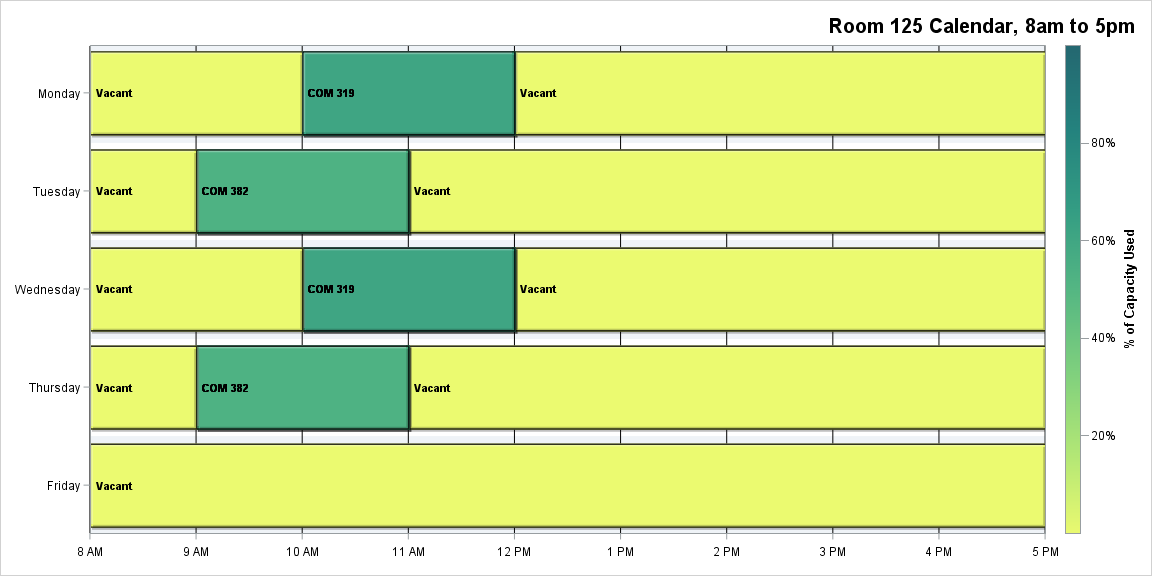 Room 125 Calendar, 8am to 5pm
Monday
Vacant
COM 319
Vacant
Tuesday
Vacant
COM 382
Vacant
Wednesday
Vacant
COM 319
Vacant
Thursday
Vacant
COM 382
Vacant
Friday
Vacant
8 AM
9 AM
10 AM
11 AM
12 PM
1 PM
2 PM
3 PM
4 PM
5 PM
80%
60%
40%
20%
% of Capacity Used